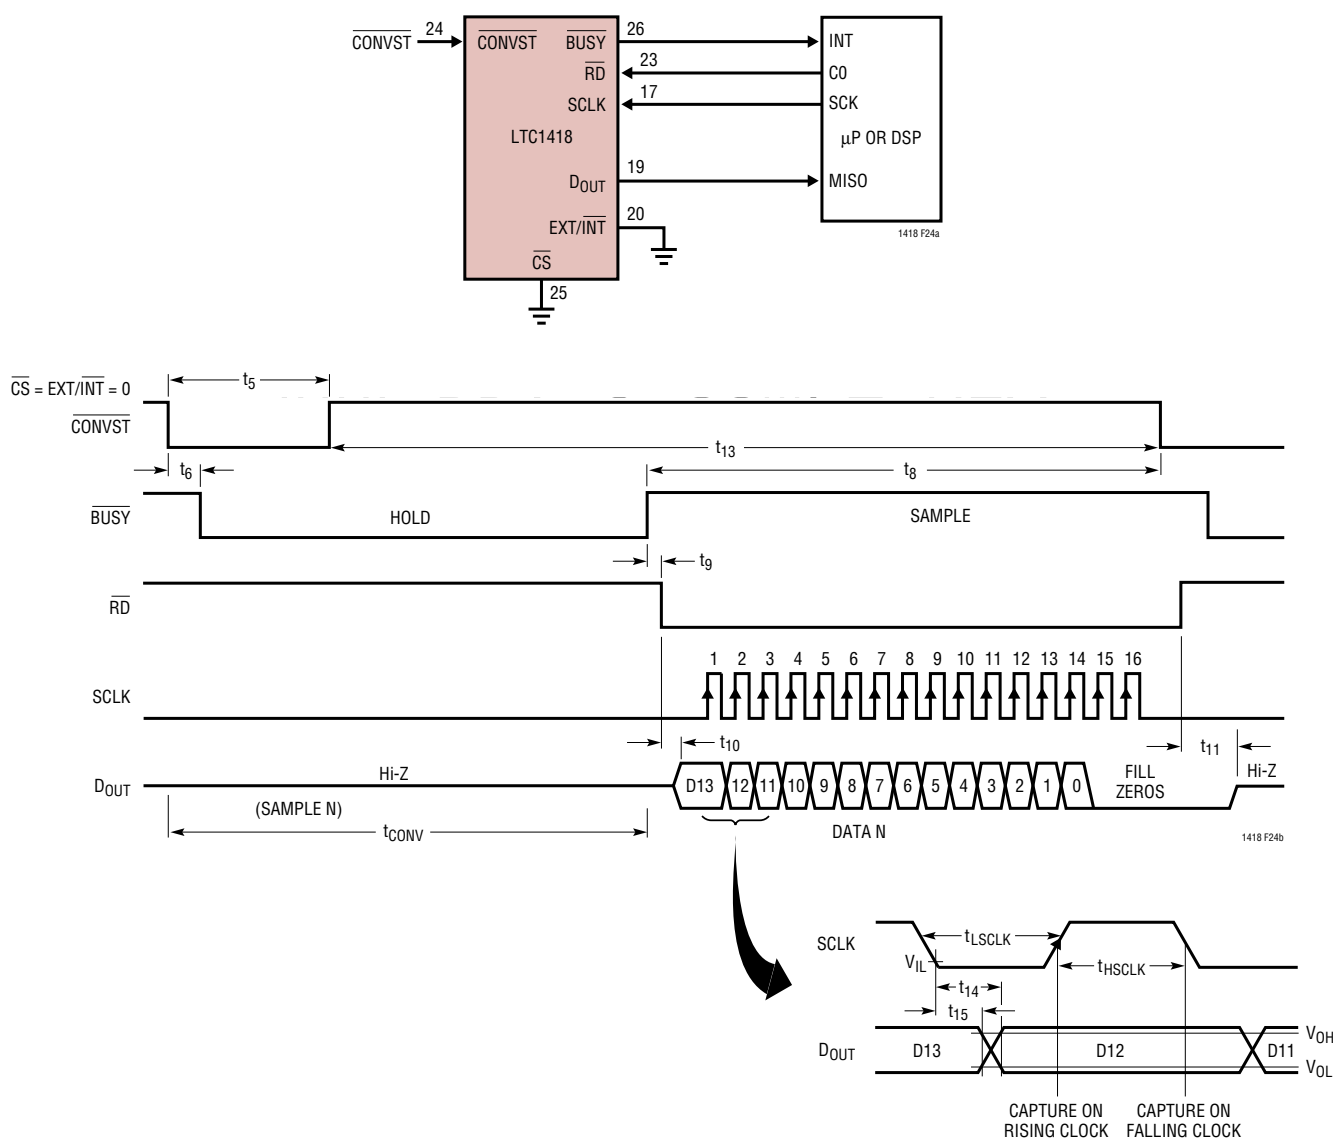 CONVST 24 CONVST BUSY 26 INT
RD 23 C0
SCLK 17 SCK
LTC1418 µP OR DSP
DOUT 19 MISO
EXT/INT 20
1418 F24a
CS
25
CS = EXT/INT = 0 t5
CONVST
t13
t6 t8
BUSY HOLD SAMPLE
t9
RD
1 2 3 4 5 6 7 8 9 10 11 12 13 14 15 16
SCLK
t10 t11
DOUT Hi-Z D13 12 11 10 9 8 7 6 5 4 3 2 1 0 FILL ZEROS Hi-Z
(SAMPLE N)
tCONV DATA N
1418 F24b
SCLK tLSCLK
VIL tHSCLK
t14
t15
VOH
DOUT D13 D12 D11
VOL
CAPTURE ON RISING CLOCK
CAPTURE ON FALLING CLOCK